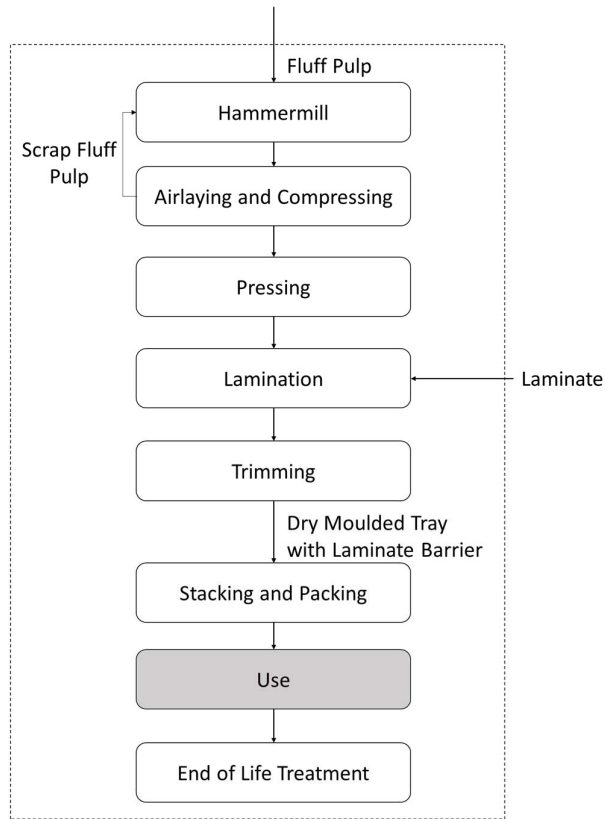 Fluff Pulp
Hammermill
Scrap Fluff
Pulp
Airlaying and Compressing
Pressing
Lamination
Laminate
Trimming
Dry Moulded Tray
with Laminate Barrier
Stacking and Packing
Use
End of Life Treatment